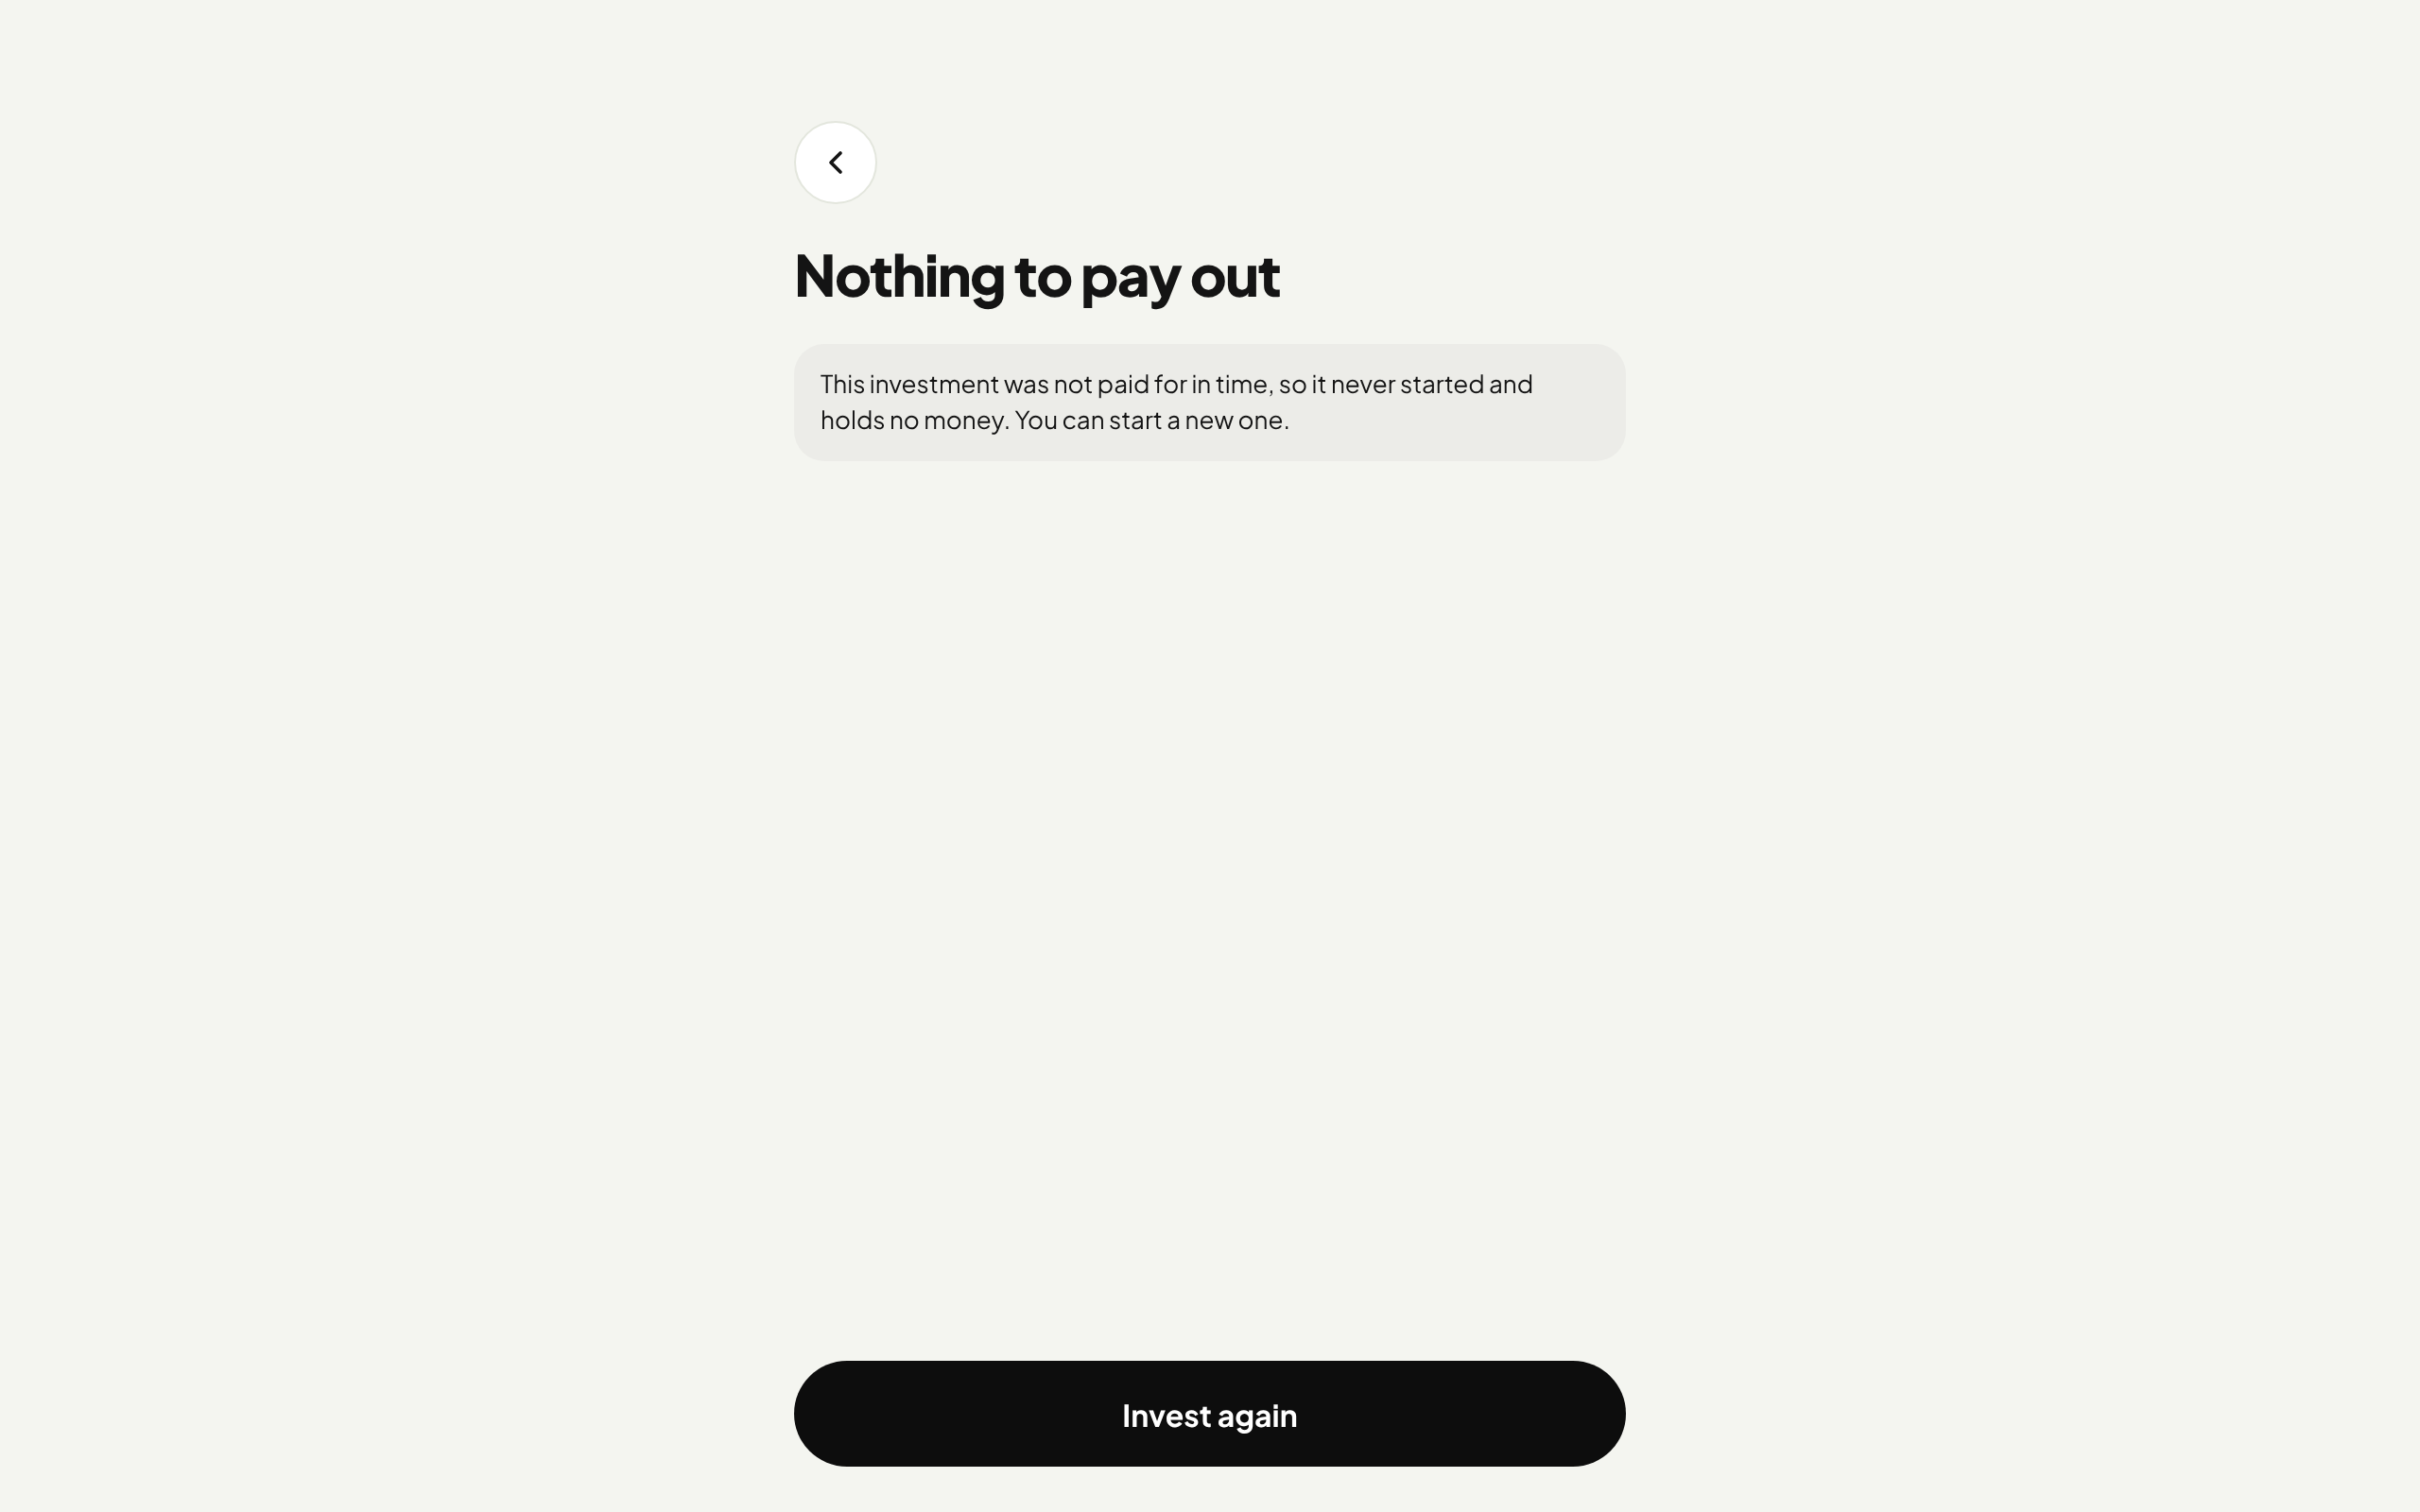 Nothing to pay out
This investment was not paid for in time, so it never started and
holds no money. You can start a new one.
Invest again